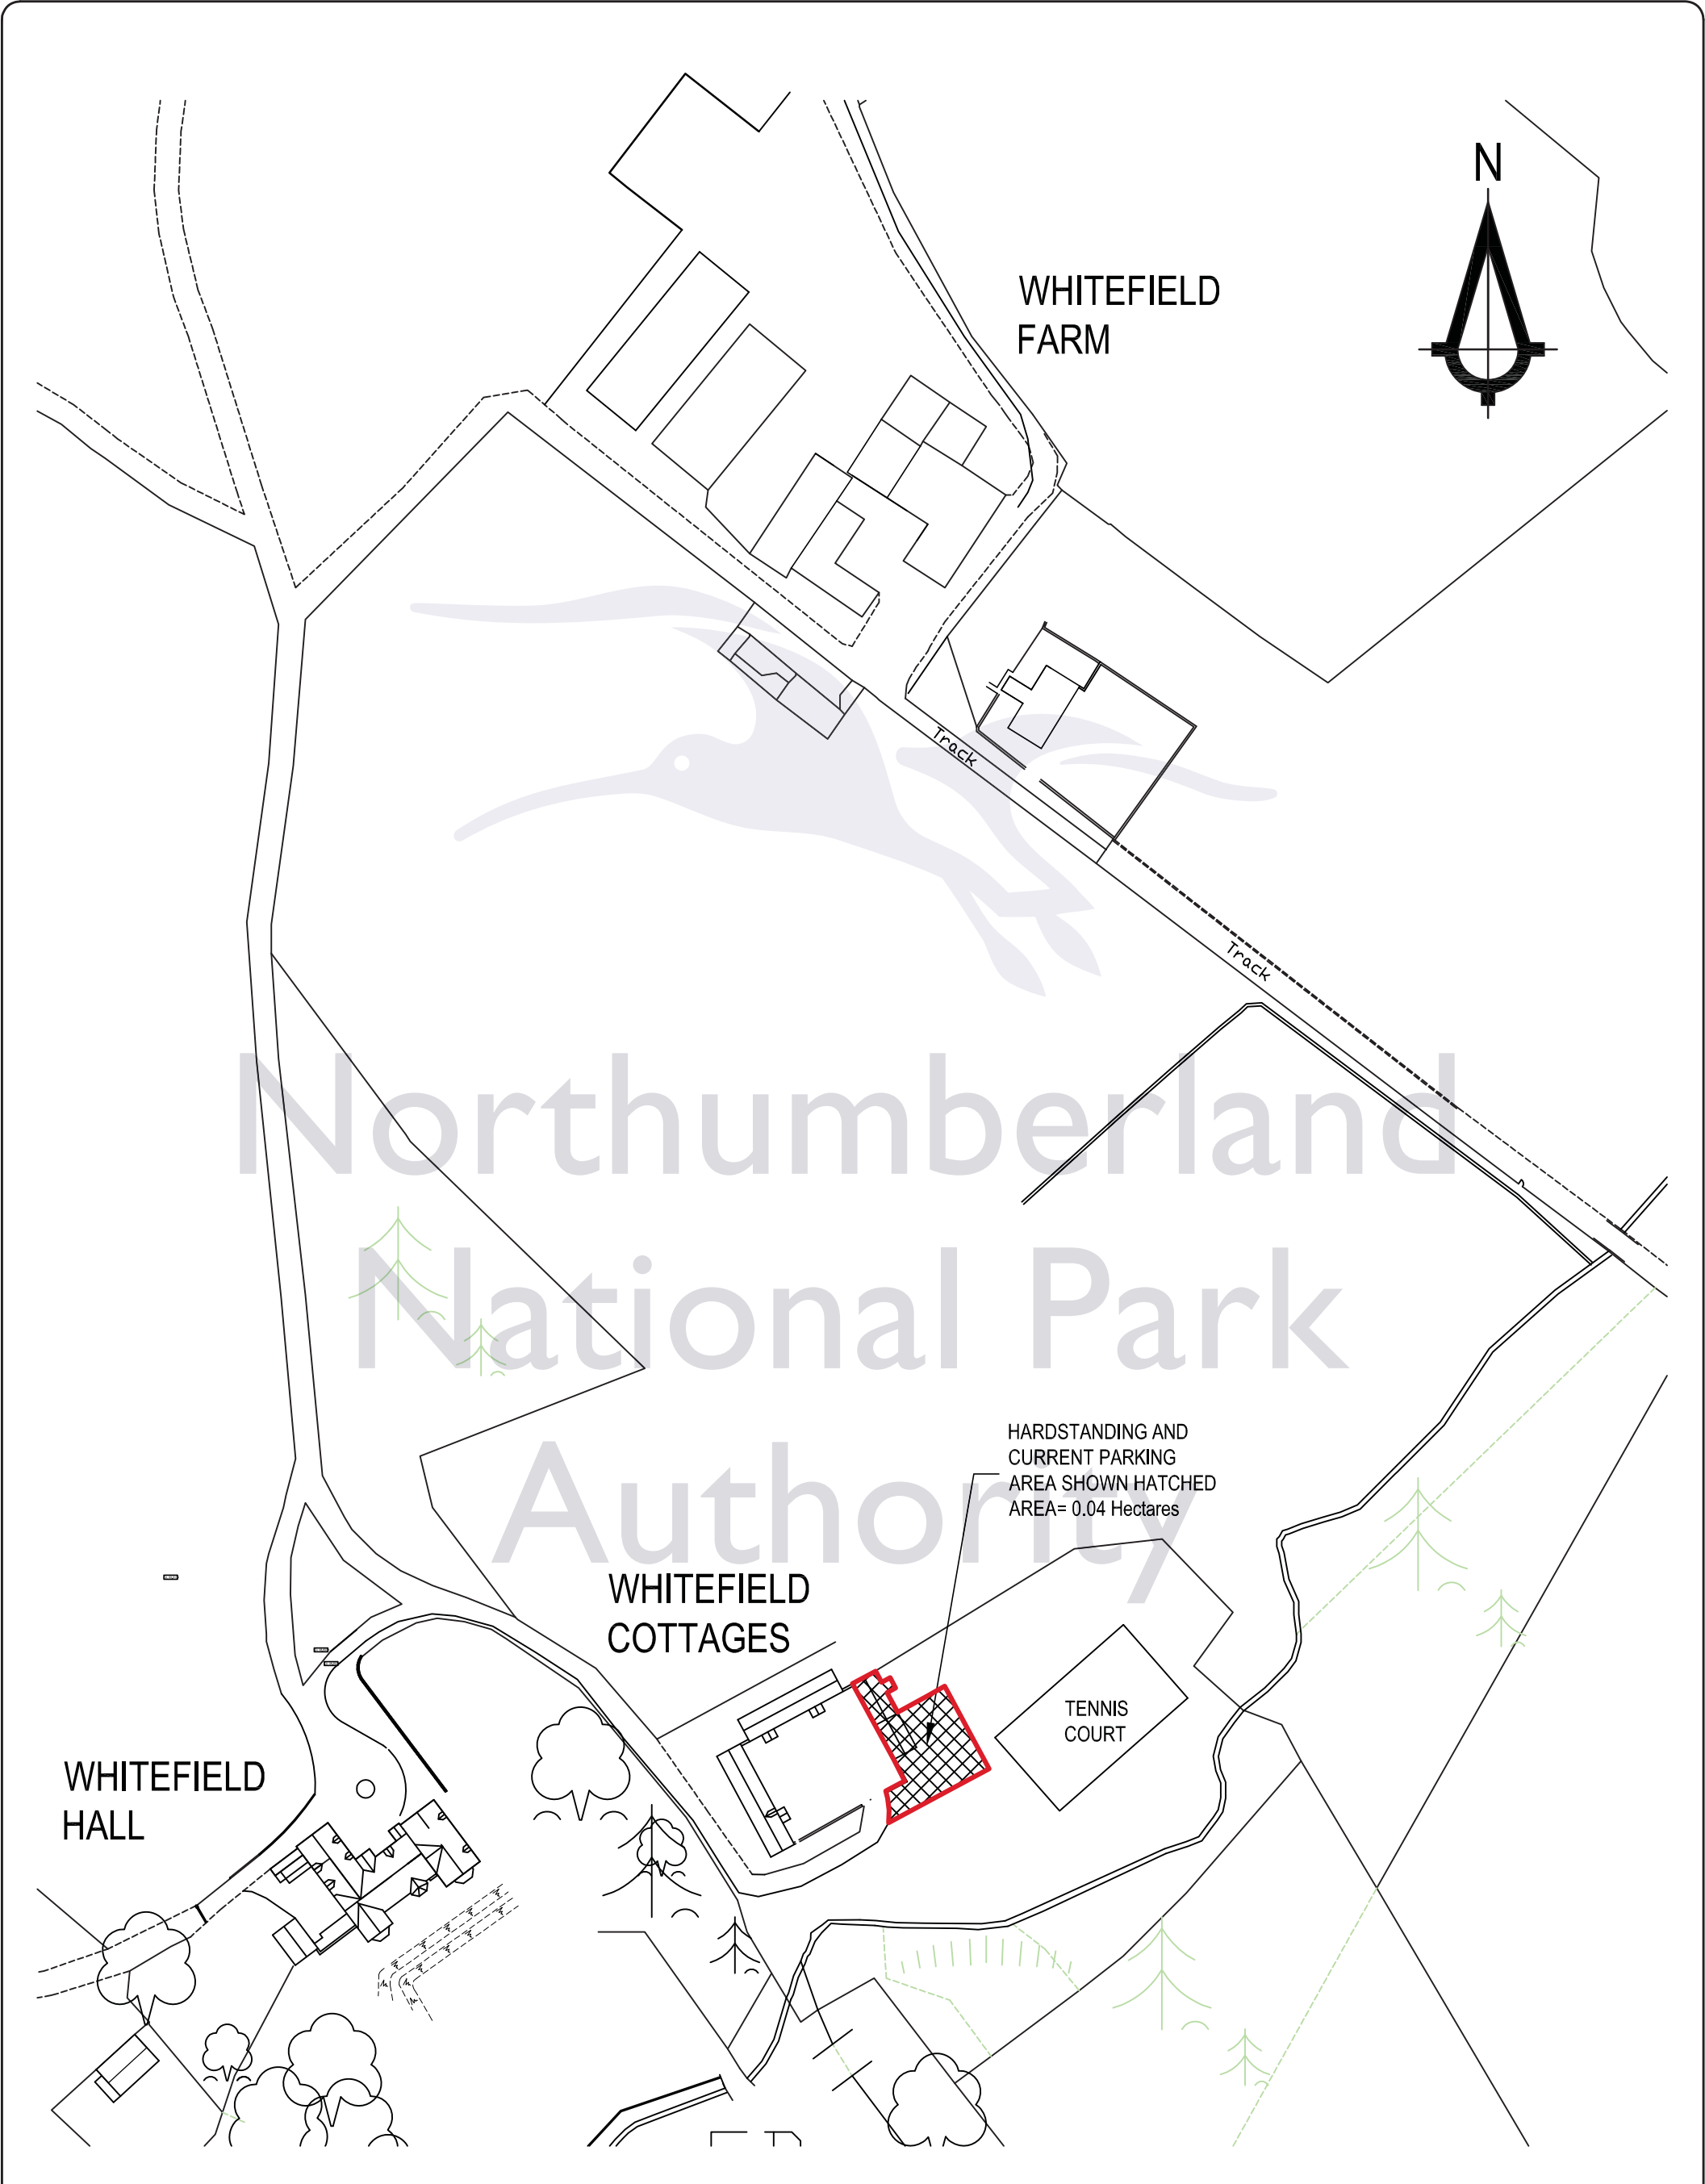 N
WHITEFIELD
FARM
Track
Track
Northumberland
National Park
Authority
HARDSTANDING AND
CURRENT PARKING
AREA SHOWN HATCHED
AREA= 0.04 Hectares
WHITEFIELD
COTTAGES
TENNIS
COURT
WHITEFIELD
HALL